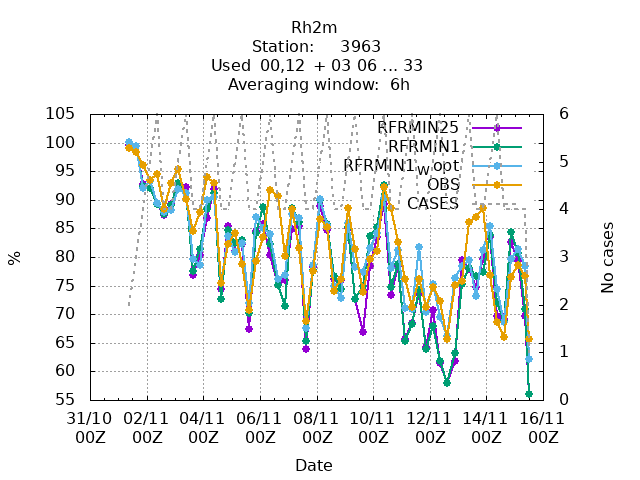 Rh2m
Station: 3963
Used 00,12 + 03 06 ... 33
Averaging window: 6h
105
100
95
90
85
80
75
70
65
60
55
%
6
5
4
3
2
1
0
No cases
RFRMIN25
RFRMIN1
RFRMIN1_w opt
OBS
CASES
31/10 02/11 04/11 06/11 08/11 10/11 12/11 14/11 16/11
00Z 00Z 00Z 00Z 00Z 00Z 00Z 00Z 00Z
Date